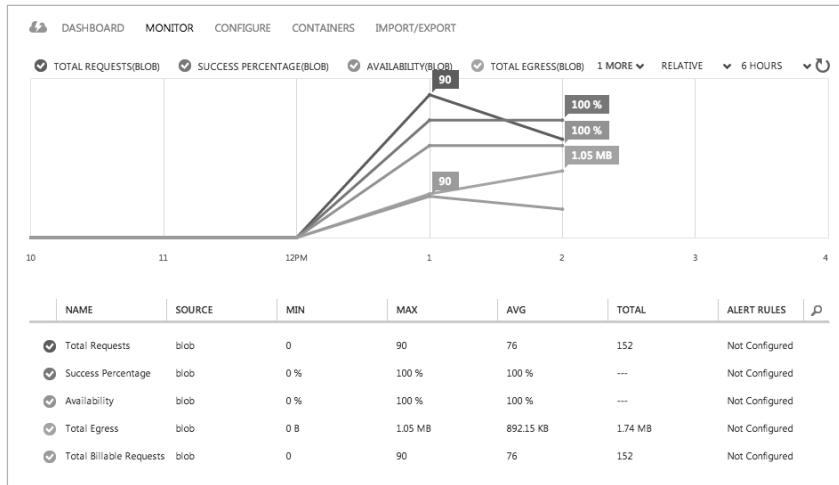 DASHBOARD MONITOR CONFIGURE CONTAINERS IMPORT/EXPORT
TOTAL REQUESTS(BLOB) SUCCESS PERCENTAGE(BLOB) AVAILABILITY(BLOB) TOTAL EGRESS(BLOB) 1 MORE RELATIVE 6 HOURS
90
100 %
100 %
1.05 MB
90
10 11 12PM 1 2 3 4
NAME SOURCE MIN MAX AVG TOTAL ALERT RULES
Total Requests blob 0 90 76 152 Not Configured
Success Percentage blob 0 % 100 % 100 % --- Not Configured
Availability blob 0 % 100 % 100 % --- Not Configured
Total Egress blob 0 B 1.05 MB 892.15 KB 1.74 MB Not Configured
Total Billable Requests blob 0 90 76 152 Not Configured